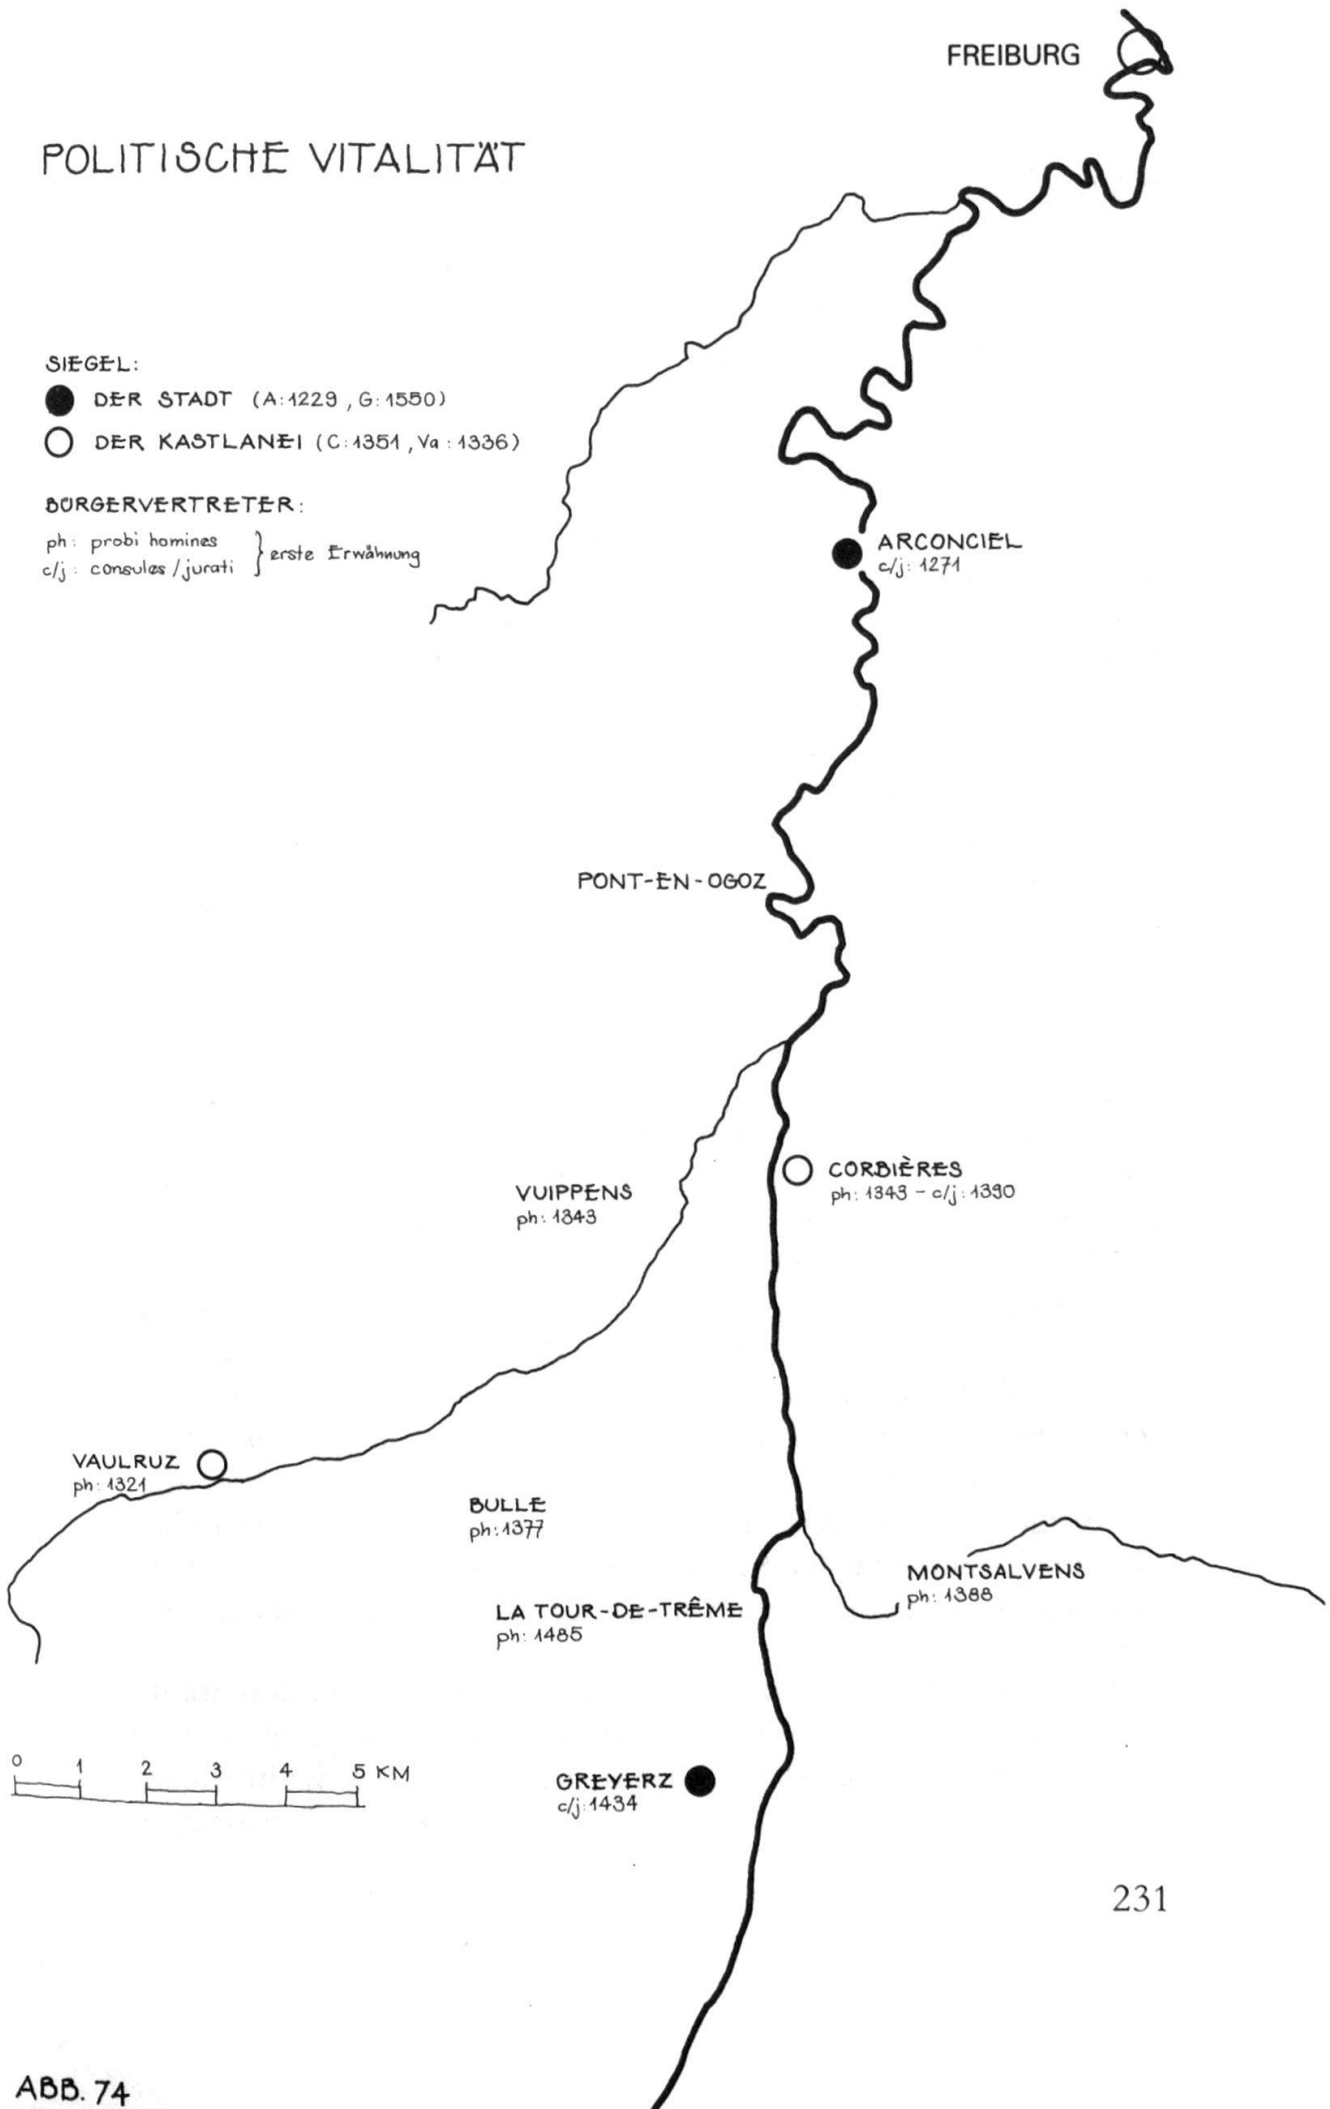 FREIBURG
POLITISCHE VITALITÄT
SIEGEL:
DER STADT (A:1229, G:1550)
DER KASTLANEI (C:1351, Va:1336)
BÜRGERVERTRETER:
ph: probi homines
c/j: consules/jurati
} erste Erwähnung
ARCONCIEL
c/j: 1271
PONT-EN-OGOZ
CORBIÈRES
ph: 1343 - c/j: 1390
VUIPPENS
ph: 1343
VAULRUZ
ph: 1321
BULLE
ph: 1377
MONTSALVENS
ph: 1388
LA TOUR-DE-TRÊME
ph: 1485
0 1 2 3 4 5 KM
GREYERZ
c/j: 1434
231
ABB. 74